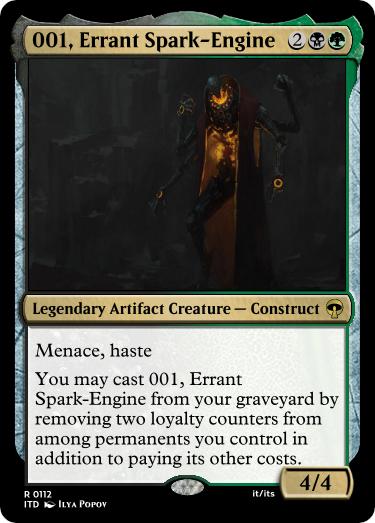 001, Errant Spark-Engine 2
Legendary Artifact Creature — Construct
Menace, haste
You may cast 001, Errant
Spark-Engine from your graveyard by
removing two loyalty counters from
among permanents you control in
addition to paying its other costs.
4/4
R 0112
it/its
ITD Ilya Popov